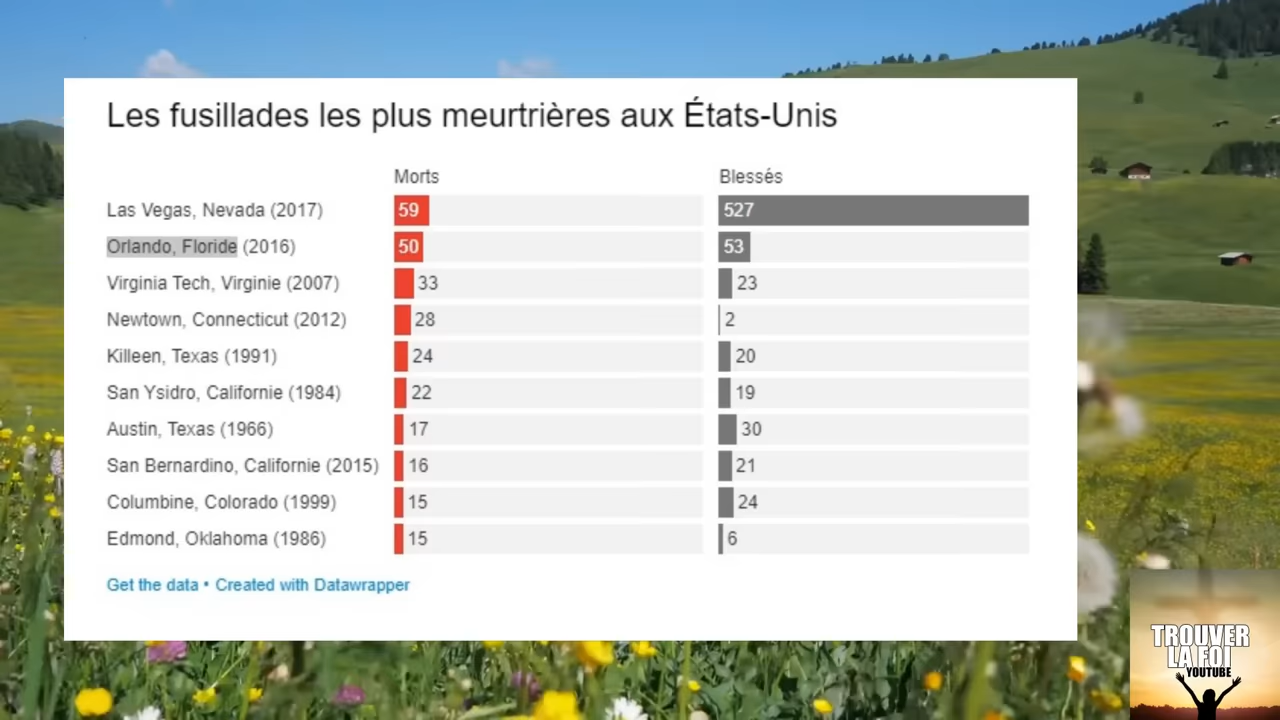 Les fusillades les plus meurtrières aux États-Unis
Morts Blessés
Las Vegas, Nevada (2017) 59 527
Orlando, Floride (2016) 50 53
Virginia Tech, Virginie (2007) 33 23
Newtown, Connecticut (2012) 28 2
Killeen, Texas (1991) 24 20
San Ysidro, Californie (1984) 22 19
Austin, Texas (1966) 17 30
San Bernardino, Californie (2015) 16 21
Columbine, Colorado (1999) 15 24
Edmond, Oklahoma (1986) 15 6
Get the data • Created with Datawrapper
TROUVER
LA FOI
YOUTUBE